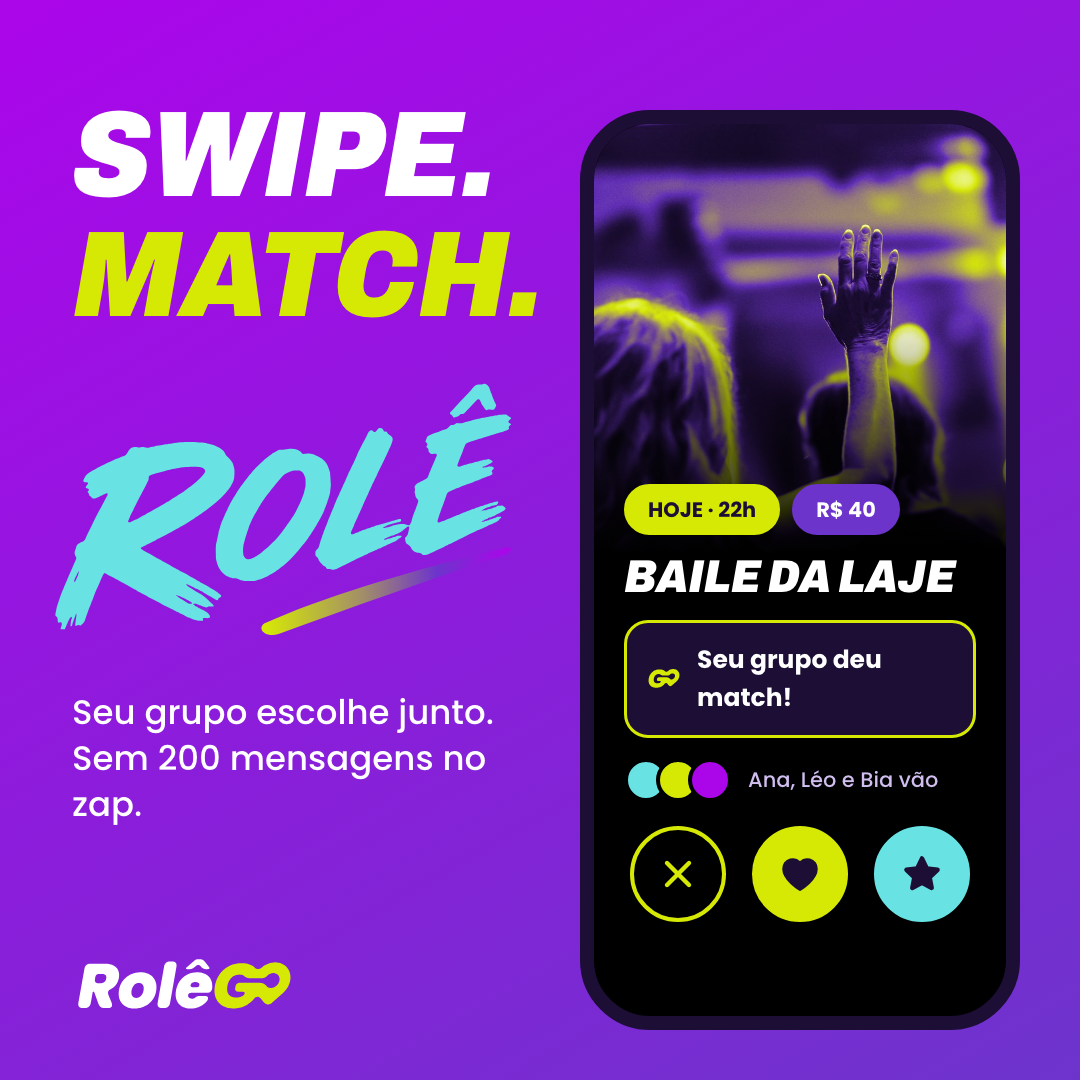 SWIPE.
MATCH.
ROLÊ
Seu grupo escolhe junto.
Sem 200 mensagens no
zap.
RolêGO
HOJE · 22h
R$ 40
BAILE DA LAJE
GO
Seu grupo deu
match!
Ana, Léo e Bia vão